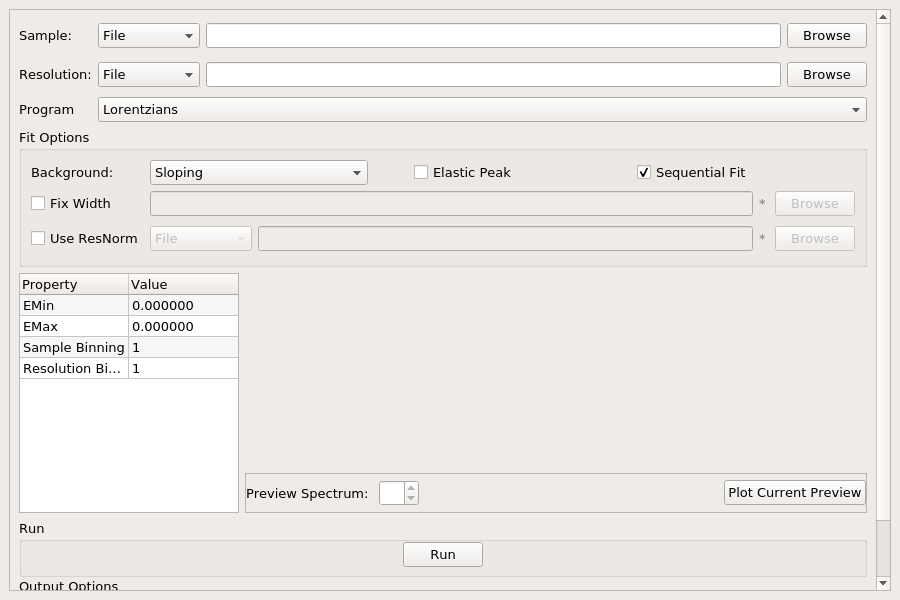 Sample: File Browse
Resolution: File Browse
Program Lorentzians
Fit Options
Background: Sloping Elastic Peak Sequential Fit
Fix Width * Browse
Use ResNorm File * Browse
Property Value
EMin 0.000000
EMax 0.000000
Sample Binning 1
Resolution Bi... 1
Preview Spectrum: Plot Current Preview
Run
Run
Output Options